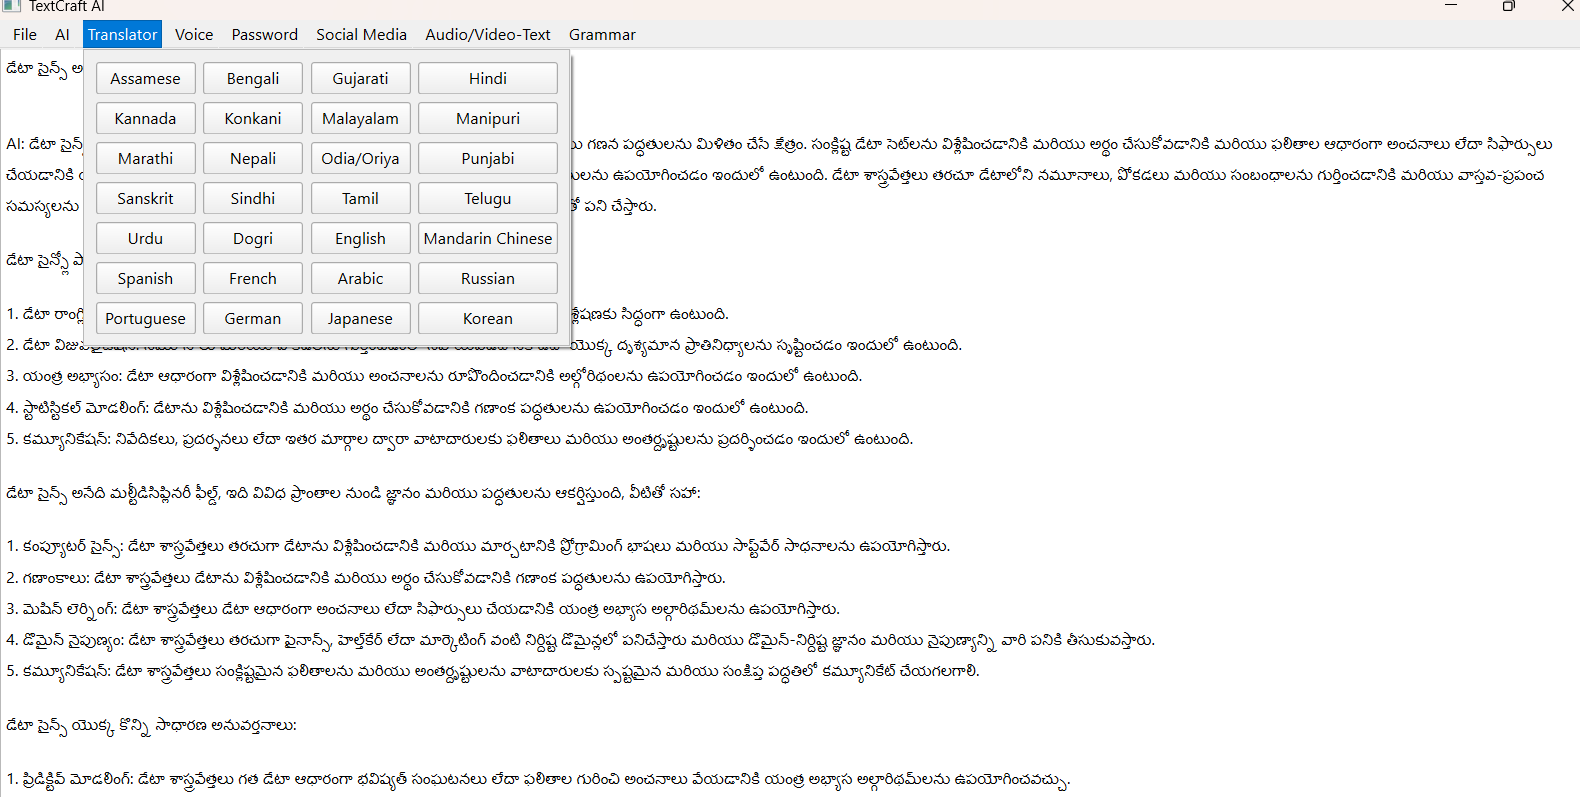 TextCraft AI
File AI Translator Voice Password Social Media Audio/Video-Text Grammar
Assamese Bengali Gujarati Hindi
Kannada Konkani Malayalam Manipuri
Marathi Nepali Odia/Oriya Punjabi
Sanskrit Sindhi Tamil Telugu
Urdu Dogri English Mandarin Chinese
Spanish French Arabic Russian
Portuguese German Japanese Korean
డేటా సైన్స్ అ
AI: డేటా సైన్ గణన పద్ధతులను మిళితం చేసే క్షేత్రం. సంక్లిష్ట డేటా సెట్‌లను విశ్లేషించడానికి మరియు అర్థం చేసుకోవడానికి మరియు ఫలితాల ఆధారంగా అంచనాలు లేదా సిఫార్సులు
చేయడానికి ఉపయోగించడం ఇందులో ఉంటుంది. డేటా శాస్త్రవేత్తలు తరచూ డేటాలోని నమూనాలు, పోకడలు మరియు సంబంధాలను గుర్తించడానికి మరియు వాస్తవ-ప్రపంచ
సమస్యలను తో పని చేస్తారు.
డేటా సైన్స్లో పా
1. డేటా రాంగ్లి శ్లేషణకు సిద్ధంగా ఉంటుంది.
2. డేటా యొక్క దృశ్యమాన ప్రాతినిధ్యాలను సృష్టించడం ఇందులో ఉంటుంది.
3. యంత్ర అభ్యాసం: డేటా ఆధారంగా విశ్లేషించడానికి మరియు అంచనాలను రూపొందించడానికి అల్గోరిథంలను ఉపయోగించడం ఇందులో ఉంటుంది.
4. స్టాటిస్టికల్ మోడలింగ్: డేటాను విశ్లేషించడానికి మరియు అర్థం చేసుకోవడానికి గణాంక పద్ధతులను ఉపయోగించడం ఇందులో ఉంటుంది.
5. కమ్యూనికేషన్: నివేదికలు, ప్రదర్శనలు లేదా ఇతర మార్గాల ద్వారా వాటాదారులకు ఫలితాలు మరియు అంతర్దృష్టులను ప్రదర్శించడం ఇందులో ఉంటుంది.
డేటా సైన్స్ అనేది మల్టీడిసిప్లినరీ ఫీల్డ్, ఇది వివిధ ప్రాంతాల నుండి జ్ఞానం మరియు పద్ధతులను ఆకర్షిస్తుంది, వీటితో సహా:
1. కంప్యూటర్ సైన్స్: డేటా శాస్త్రవేత్తలు తరచుగా డేటాను విశ్లేషించడానికి మరియు మార్చటానికి ప్రోగ్రామింగ్ భాషలు మరియు సాఫ్ట్‌వేర్ సాధనాలను ఉపయోగిస్తారు.
2. గణాంకాలు: డేటా శాస్త్రవేత్తలు డేటాను విశ్లేషించడానికి మరియు అర్థం చేసుకోవడానికి గణాంక పద్ధతులను ఉపయోగిస్తారు.
3. మెషిన్ లెర్నింగ్: డేటా శాస్త్రవేత్తలు డేటా ఆధారంగా అంచనాలు లేదా సిఫార్సులు చేయడానికి యంత్ర అభ్యాస అల్గారిథమ్‌లను ఉపయోగిస్తారు.
4. డొమైన్ నైపుణ్యం: డేటా శాస్త్రవేత్తలు తరచుగా ఫైనాన్స్, హెల్త్‌కేర్ లేదా మార్కెటింగ్ వంటి నిర్దిష్ట డొమైన్లలో పనిచేస్తారు మరియు డొమైన్-నిర్దిష్ట జ్ఞానం మరియు నైపుణ్యాన్ని వారి పనికి తీసుకువస్తారు.
5. కమ్యూనికేషన్: డేటా శాస్త్రవేత్తలు సంక్లిష్టమైన ఫలితాలను మరియు అంతర్దృష్టులను వాటాదారులకు స్పష్టమైన మరియు సంక్షిప్త పద్ధతిలో కమ్యూనికేట్ చేయగలగాలి.
డేటా సైన్స్ యొక్క కొన్ని సాధారణ అనువర్తనాలు:
1. ప్రిడిక్టివ్ మోడలింగ్: డేటా శాస్త్రవేత్తలు గత డేటా ఆధారంగా భవిష్యత్ సంఘటనలు లేదా ఫలితాల గురించి అంచనాలు వేయడానికి యంత్ర అభ్యాస అల్గారిథమ్‌లను ఉపయోగించవచ్చు.